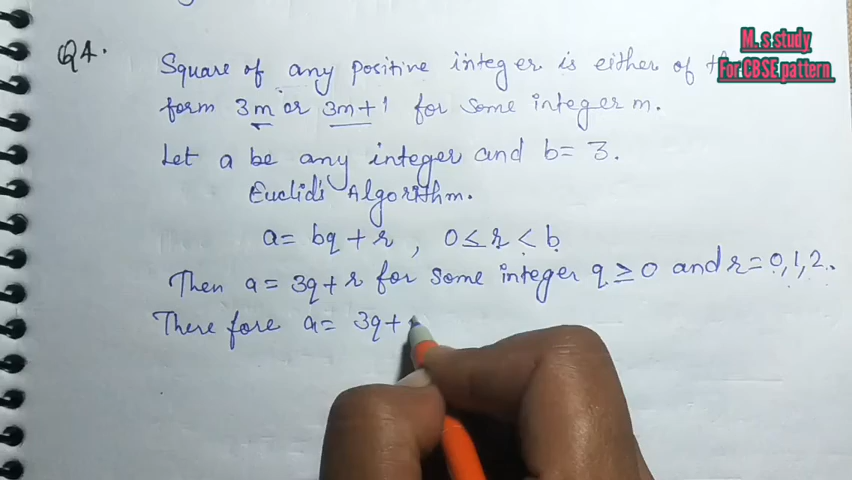 Q4.
M. s study
For CBSE pattern
Square of any positive integer is either of
form 3m or 3m+1 for some integer m.
Let a be any integer and b= 3.
Euclid's Algorithm.
a= bq + r , 0 ≤ r < b
Then a = 3q + r for some integer q ≥ 0 and r = 0, 1, 2.
There fore a = 3q +